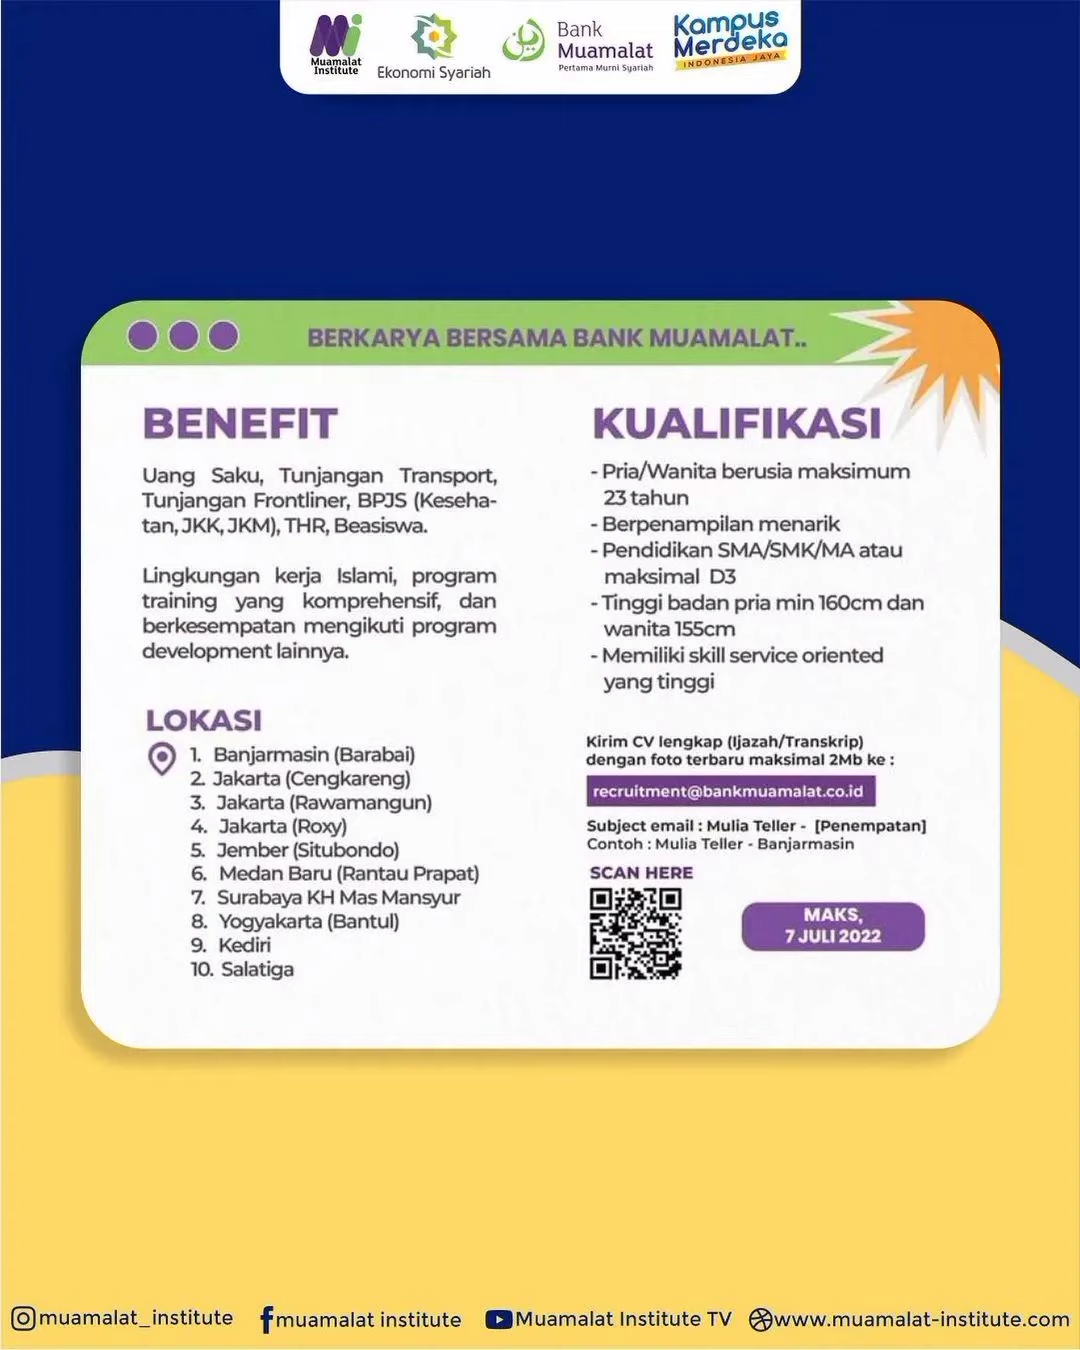 Muamalat
Institute
Ekonomi Syariah
Bank
Muamalat
Pertama Murni Syariah
Kampus
Merdeka
INDONESIA JAYA
BERKARYA BERSAMA BANK MUAMALAT..
BENEFIT
Uang Saku, Tunjangan Transport,
Tunjangan Frontliner, BPJS (Keseha-
tan, JKK, JKM), THR, Beasiswa.
Lingkungan kerja Islami, program
training yang komprehensif, dan
berkesempatan mengikuti program
development lainnya.
LOKASI
1. Banjarmasin (Barabai)
2. Jakarta (Cengkareng)
3. Jakarta (Rawamangun)
4. Jakarta (Roxy)
5. Jember (Situbondo)
6. Medan Baru (Rantau Prapat)
7. Surabaya KH Mas Mansyur
8. Yogyakarta (Bantul)
9. Kediri
10. Salatiga
KUALIFIKASI
- Pria/Wanita berusia maksimum
23 tahun
- Berpenampilan menarik
- Pendidikan SMA/SMK/MA atau
maksimal D3
- Tinggi badan pria min 160cm dan
wanita 155cm
- Memiliki skill service oriented
yang tinggi
Kirim CV lengkap (Ijazah/Transkrip)
dengan foto terbaru maksimal 2Mb ke :
recruitment@bankmuamalat.co.id
Subject email : Mulia Teller - [Penempatan]
Contoh : Mulia Teller - Banjarmasin
SCAN HERE
MAKS,
7 JULI 2022
muamalat_institute
muamalat institute
Muamalat Institute TV
www.muamalat-institute.com